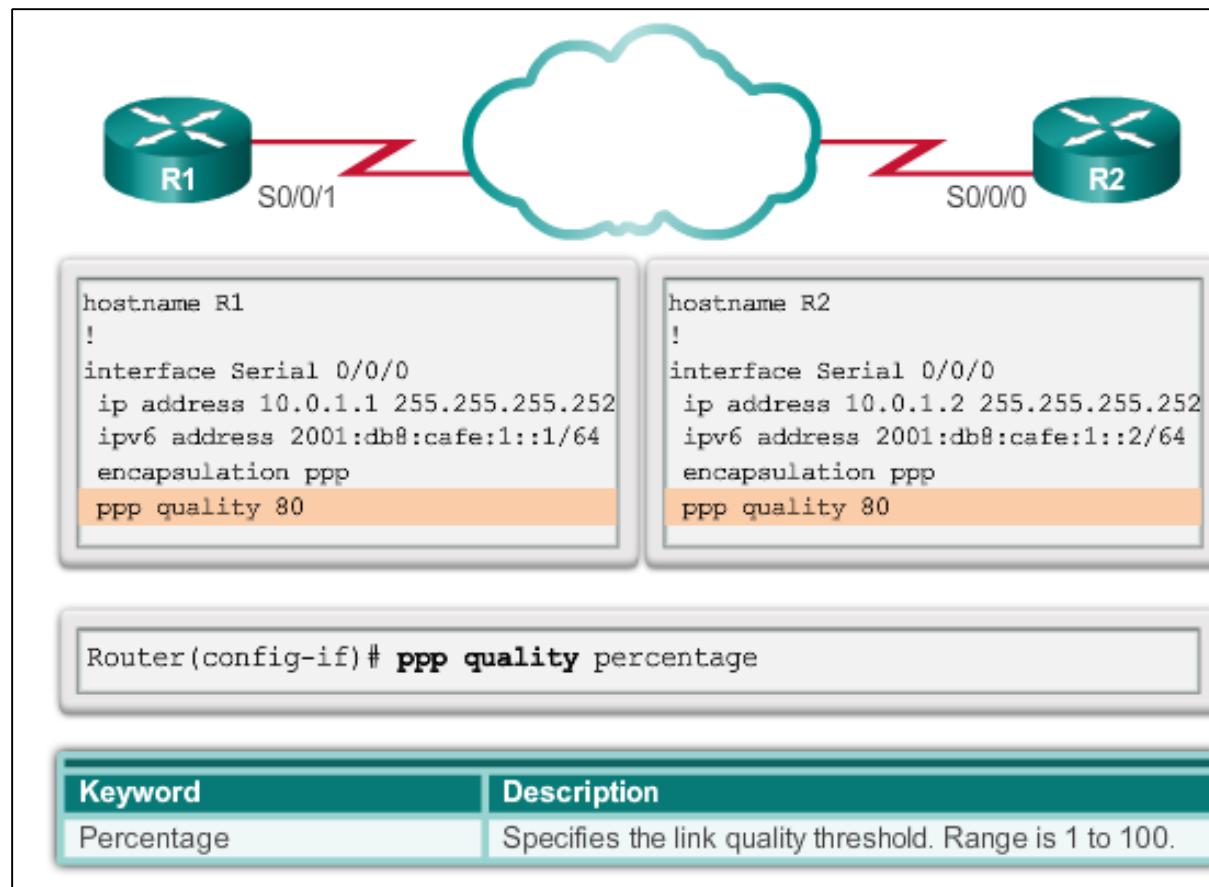 R1
S0/0/1
S0/0/0
R2
hostname R1
!
interface Serial 0/0/0
ip address 10.0.1.1 255.255.255.252
ipv6 address 2001:db8:cafe:1::1/64
encapsulation ppp
ppp quality 80
hostname R2
!
interface Serial 0/0/0
ip address 10.0.1.2 255.255.255.252
ipv6 address 2001:db8:cafe:1::2/64
encapsulation ppp
ppp quality 80
Router(config-if)# ppp quality percentage
Keyword Description
Percentage Specifies the link quality threshold. Range is 1 to 100.